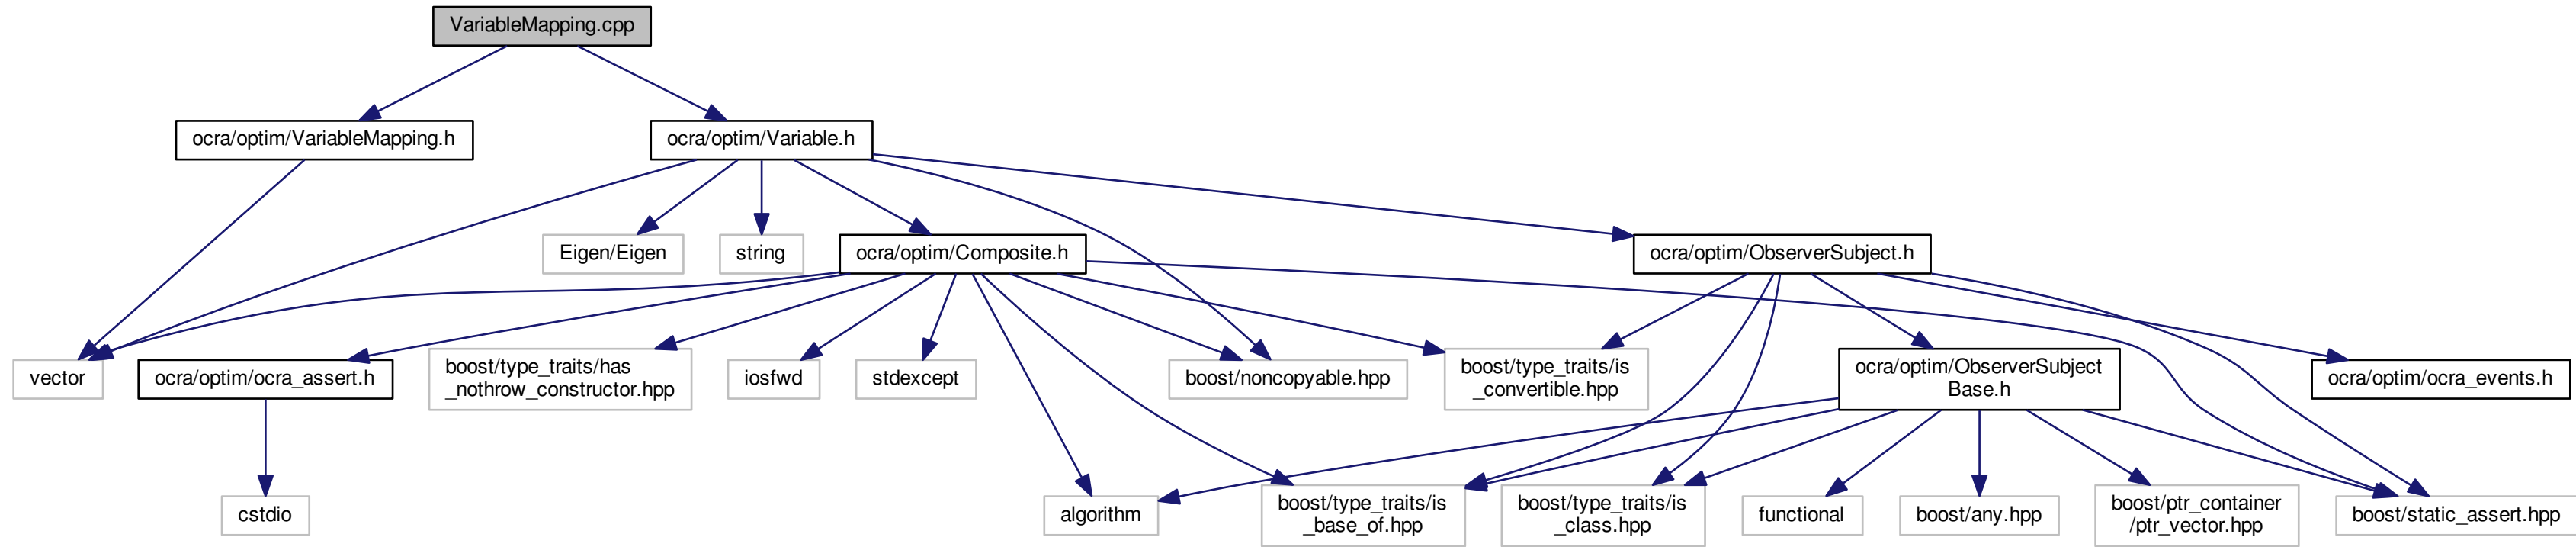 VariableMapping.cpp
ocra/optim/VariableMapping.h
ocra/optim/Variable.h
Eigen/Eigen
string
ocra/optim/Composite.h
ocra/optim/ObserverSubject.h
vector
ocra/optim/ocra_assert.h
boost/type_traits/has
_nothrow_constructor.hpp
iosfwd
stdexcept
boost/noncopyable.hpp
boost/type_traits/is
_convertible.hpp
ocra/optim/ObserverSubject
Base.h
ocra/optim/ocra_events.h
cstdio
algorithm
boost/type_traits/is
_base_of.hpp
boost/type_traits/is
_class.hpp
functional
boost/any.hpp
boost/ptr_container
/ptr_vector.hpp
boost/static_assert.hpp